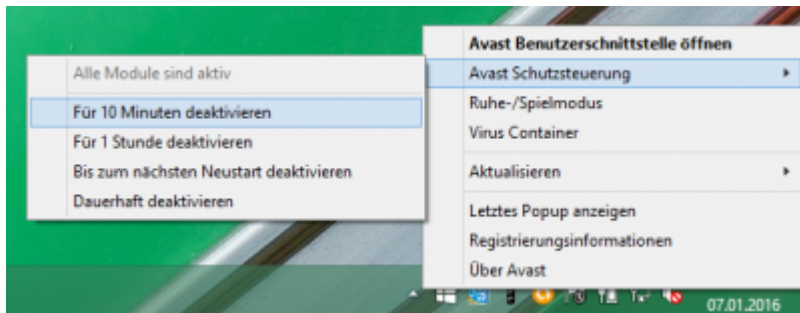 Avast Benutzerschnittstelle öffnen
Avast Schutzsteuerung
Ruhe-/Spielmodus
Virus Container
Aktualisieren
Letztes Popup anzeigen
Registrierungsinformationen
Über Avast
Alle Module sind aktiv
Für 10 Minuten deaktivieren
Für 1 Stunde deaktivieren
Bis zum nächsten Neustart deaktivieren
Dauerhaft deaktivieren
07.01.2016